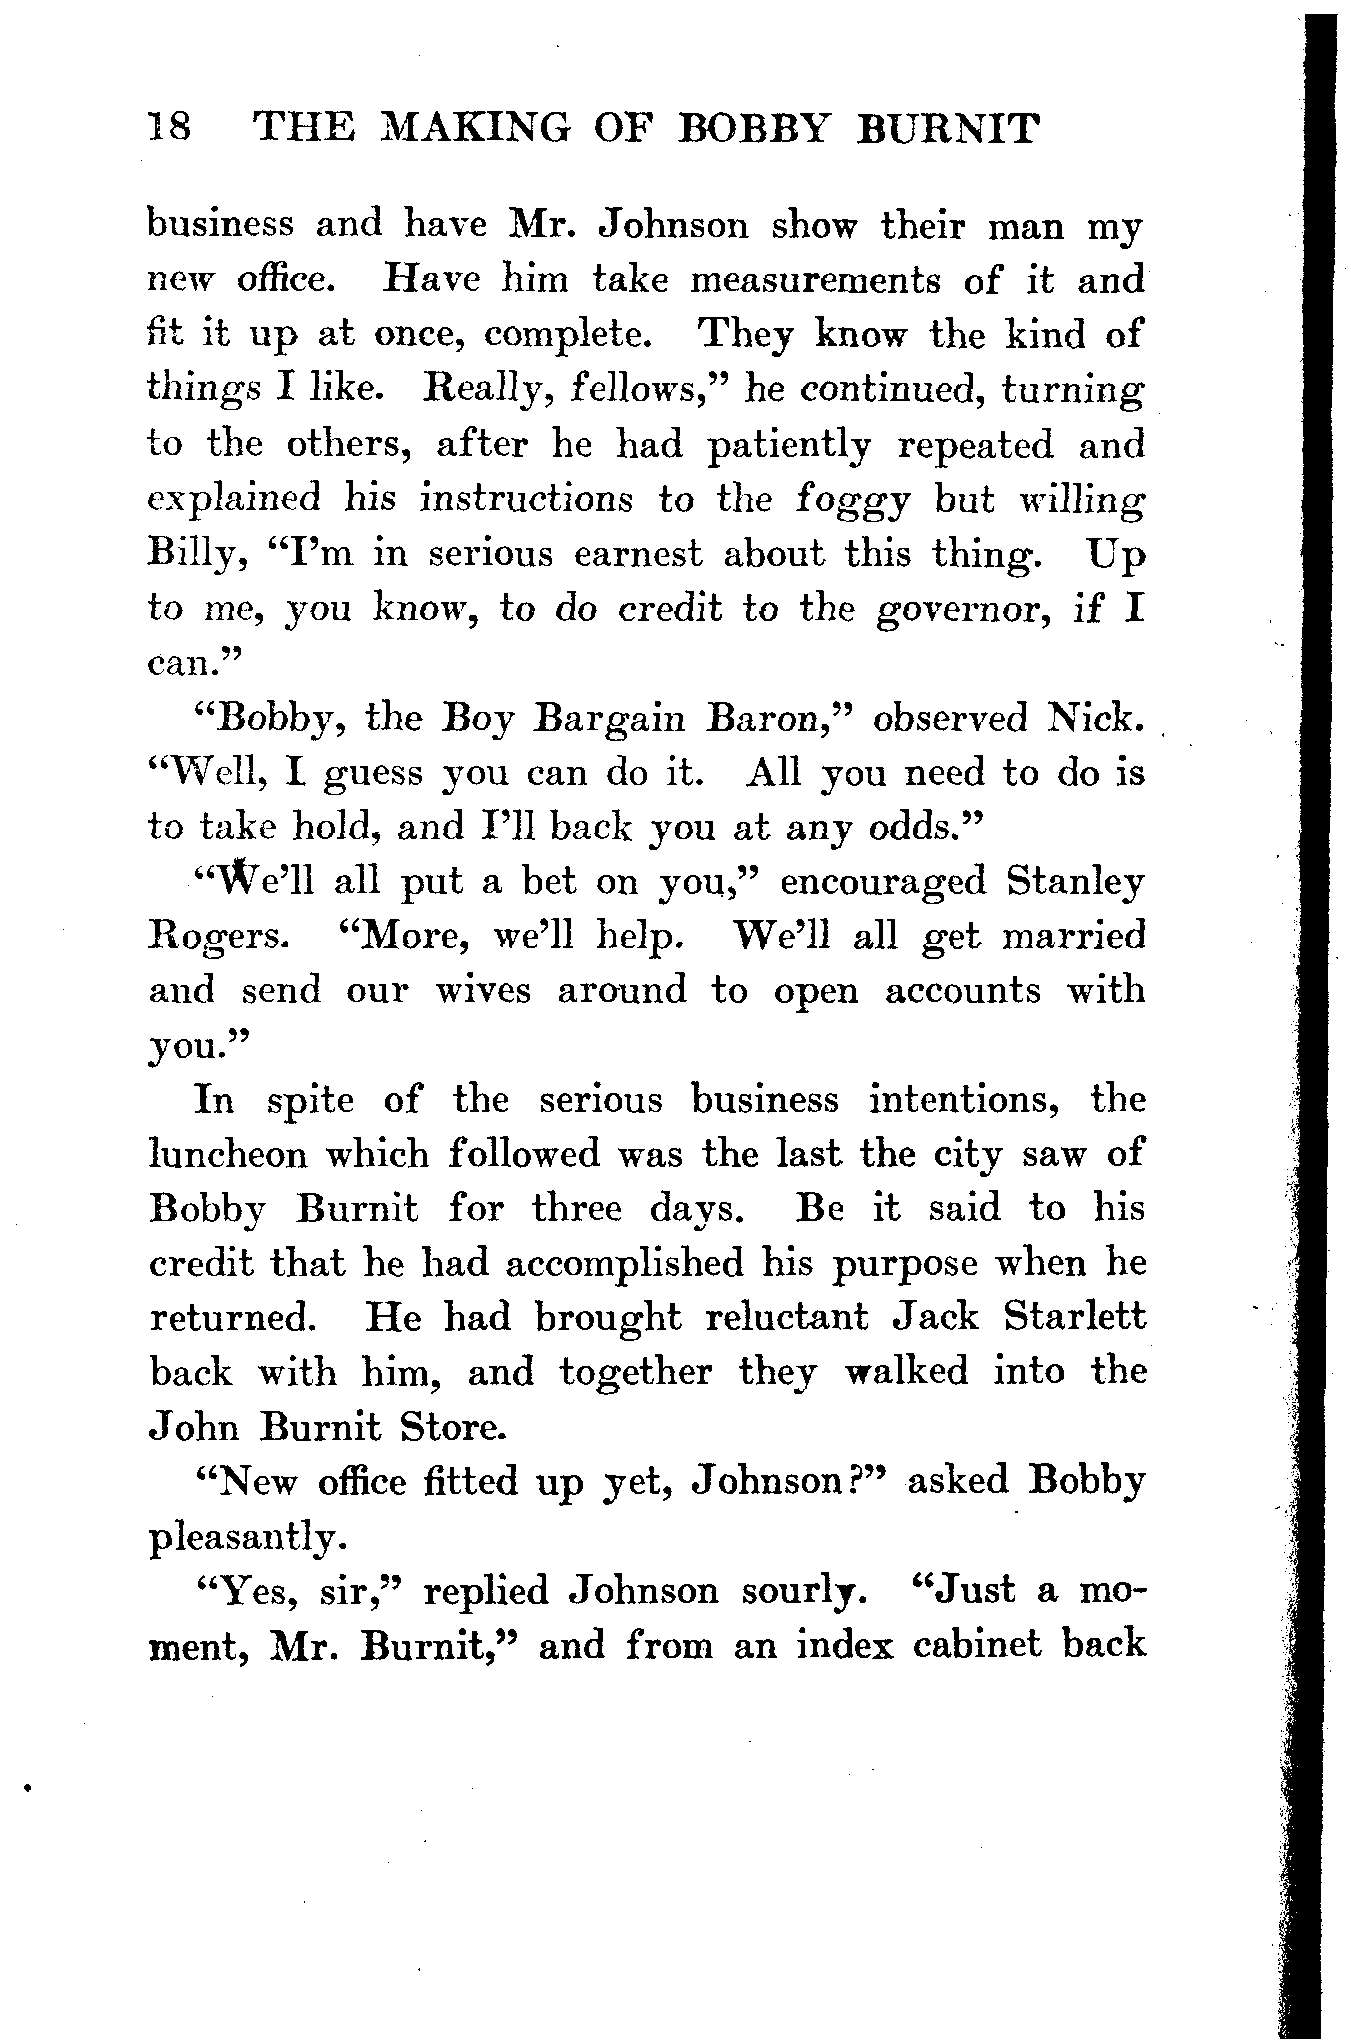 18 THE MAKING OF BOBBY BURNIT
business and have Mr. Johnson show their man my
new office. Have him take measurements of it and
fit it up at once, complete. They know the kind of
things I like. Really, fellows,” he continued, turning
to the others, after he had patiently repeated and
explained his instructions to the foggy but willing
Billy, “I’m in serious earnest about this thing. Up
to me, you know, to do credit to the governor, if I
can.”
“Bobby, the Boy Bargain Baron,” observed Nick.
“Well, I guess you can do it. All you need to do is
to take hold, and I’ll back you at any odds.”
“We’ll all put a bet on you,” encouraged Stanley
Rogers. “More, we’ll help. We’ll all get married
and send our wives around to open accounts with
you.”
In spite of the serious business intentions, the
luncheon which followed was the last the city saw of
Bobby Burnit for three days. Be it said to his
credit that he had accomplished his purpose when he
returned. He had brought reluctant Jack Starlett
back with him, and together they walked into the
John Burnit Store.
“New office fitted up yet, Johnson?” asked Bobby
pleasantly.
“Yes, sir,” replied Johnson sourly. “Just a mo-
ment, Mr. Burnit,” and from an index cabinet back